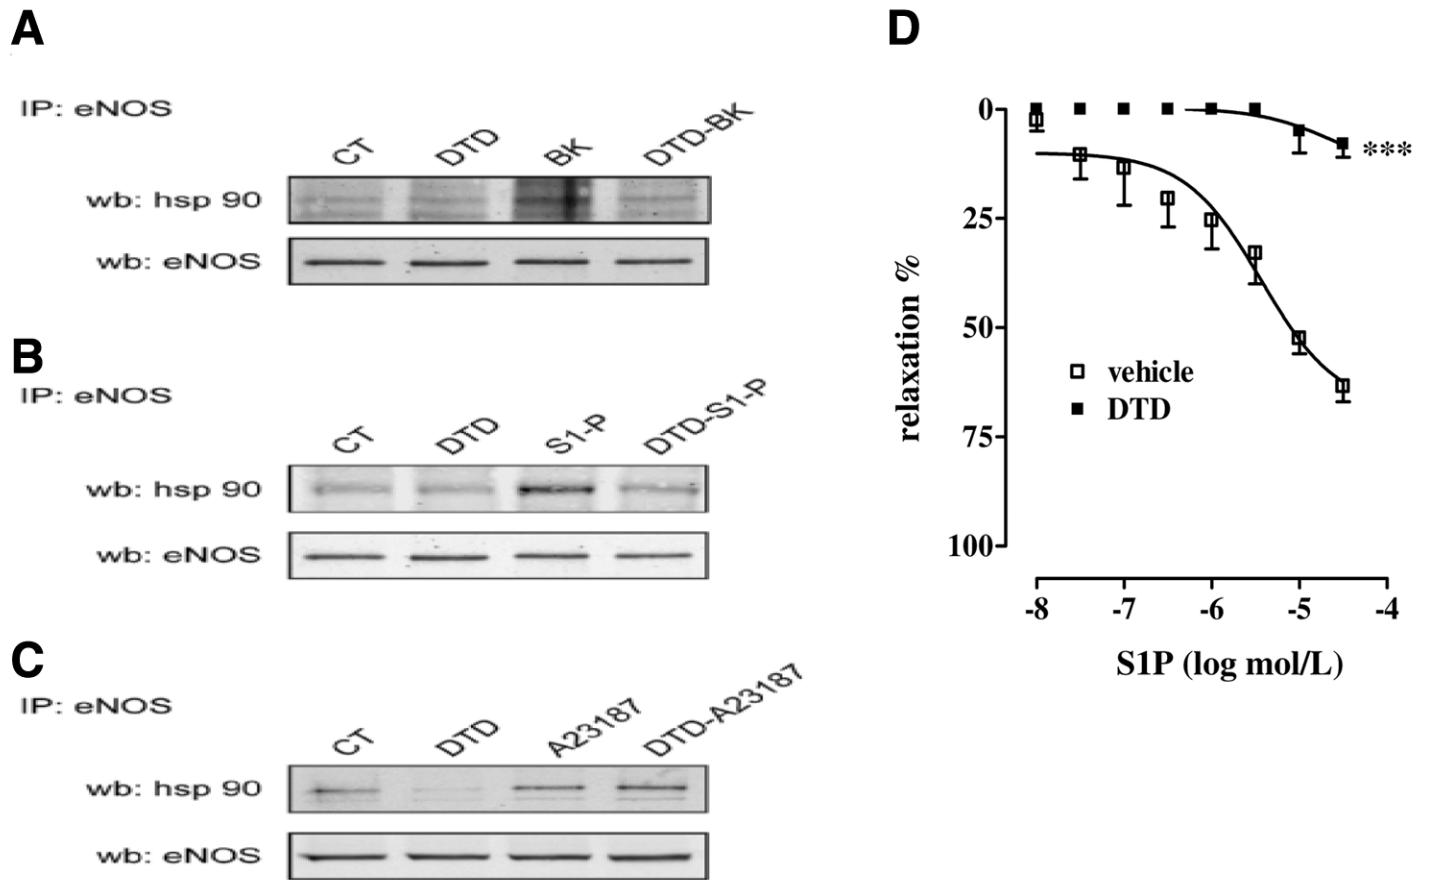 A
IP: eNOS
CT DTD BK DTD-BK
wb: hsp 90
wb: eNOS
B
IP: eNOS
CT DTD S1-P DTD-S1-P
wb: hsp 90
wb: eNOS
C
IP: eNOS
CT DTD A23187 DTD-A23187
wb: hsp 90
wb: eNOS
D
0
25
50
75
100
relaxation %
***
vehicle
DTD
-8 -7 -6 -5 -4
S1P (log mol/L)